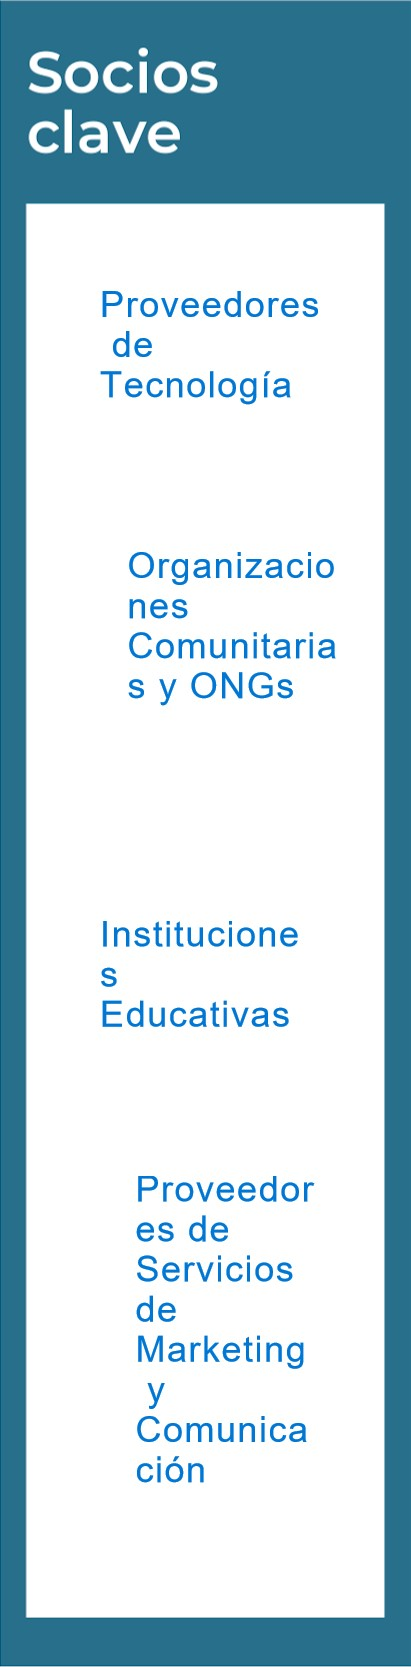 Socios
clave
Proveedores
de
Tecnología
Organizacio
nes
Comunitaria
s y ONGs
Institucione
s
Educativas
Proveedor
es de
Servicios
de
Marketing
y
Comunica
ción